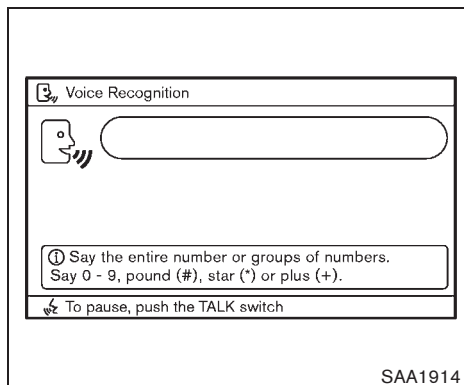 Voice Recognition
Say the entire number or groups of numbers.
Say 0 - 9, pound (#), star (*) or plus (+).
To pause, push the TALK switch
SAA1914